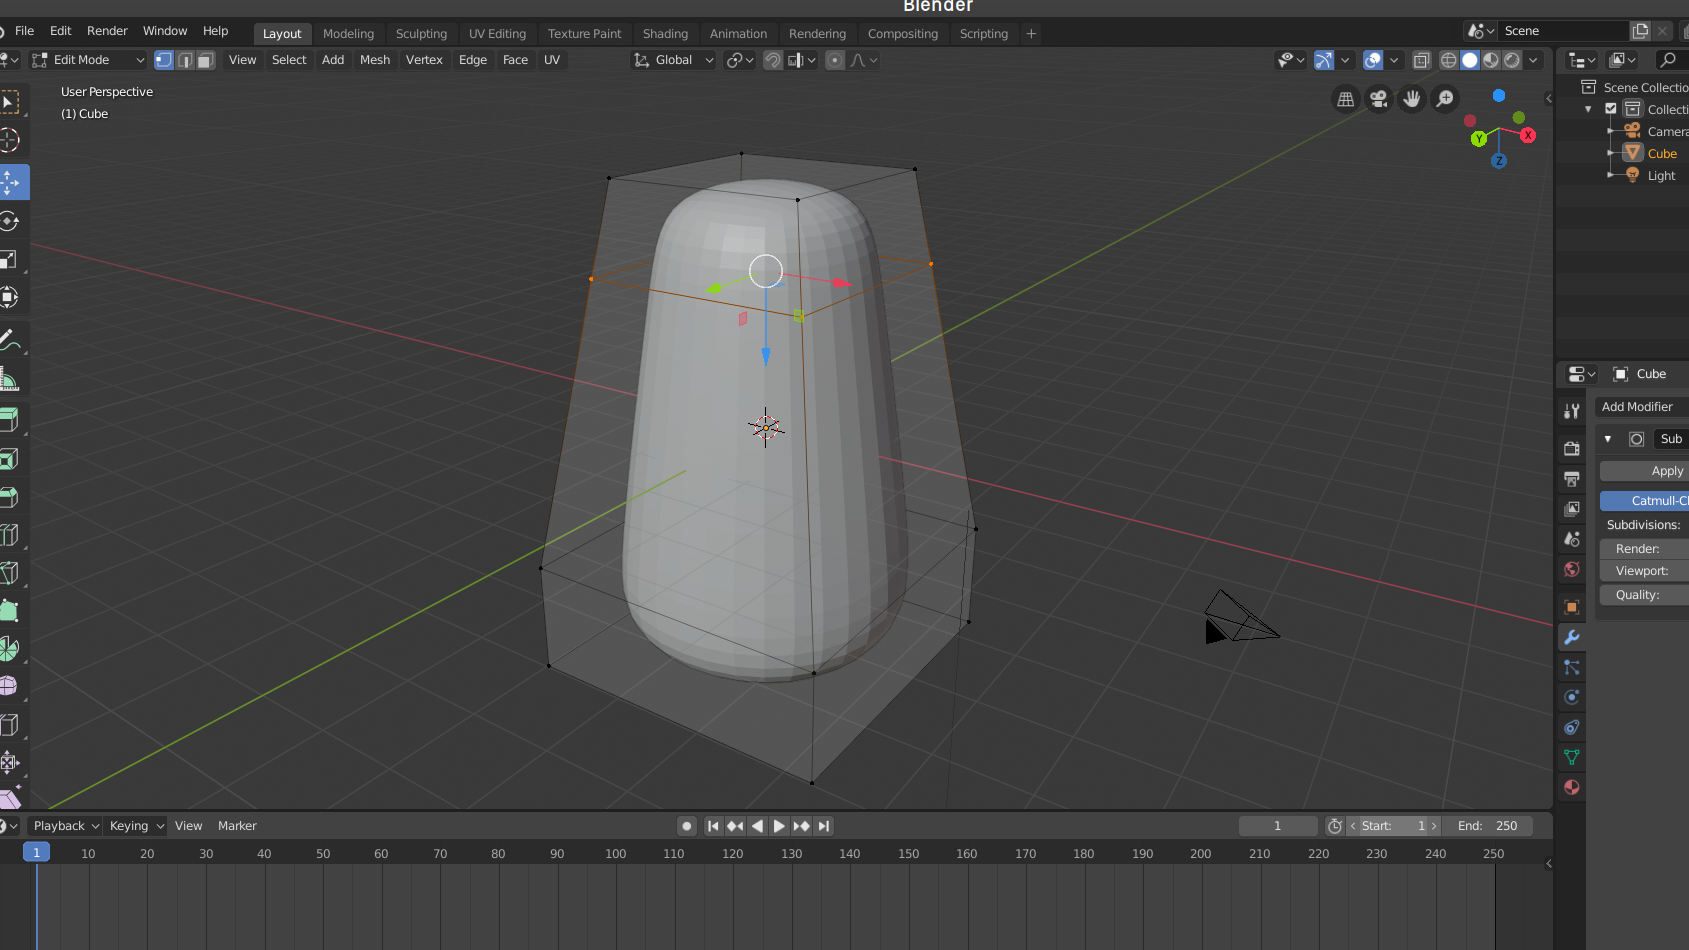 Blender
File Edit Render Window Help Layout Modeling Sculpting UV Editing Texture Paint Shading Animation Rendering Compositing Scripting + Scene
Edit Mode View Select Add Mesh Vertex Edge Face UV Global
User Perspective
(1) Cube
Y X
Z
Scene Collectio
Collecti
Camera
Cube
Light
Cube
Add Modifier
Sub
Apply
Catmull-Cl
Subdivisions:
Render:
Viewport:
Quality:
Playback Keying View Marker 1 Start: 1 End: 250
1 10 20 30 40 50 60 70 80 90 100 110 120 130 140 150 160 170 180 190 200 210 220 230 240 250